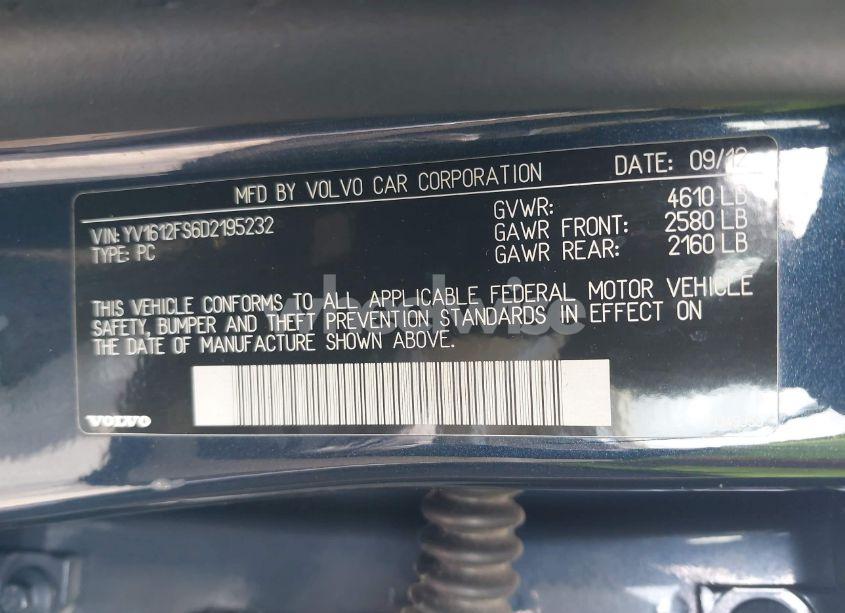 MFD BY VOLVO CAR CORPORATION DATE: 09/12
VIN: YV1612FS6D2195232
TYPE: PC
GVWR: 4610 LB
GAWR FRONT: 2580 LB
GAWR REAR: 2160 LB
THIS VEHICLE CONFORMS TO ALL APPLICABLE FEDERAL MOTOR VEHICLE
SAFETY, BUMPER AND THEFT PREVENTION STANDARDS IN EFFECT ON
THE DATE OF MANUFACTURE SHOWN ABOVE.
wheelwise
VOLVO